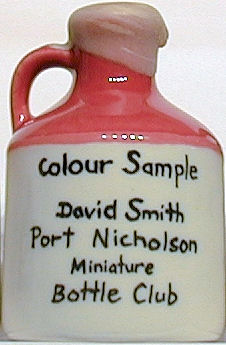 Colour Sample
David Smith
Port Nicholson
Miniature
Bottle Club